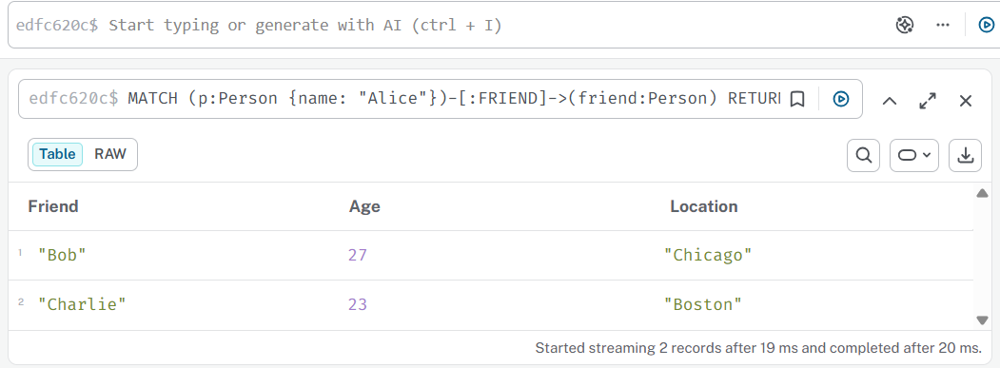 edfc620c$ Start typing or generate with AI (ctrl + I)
edfc620c$ MATCH (p:Person {name: "Alice"})-[:FRIEND]->(friend:Person) RETURN
Table RAW
Friend Age Location
1 "Bob" 27 "Chicago"
2 "Charlie" 23 "Boston"
Started streaming 2 records after 19 ms and completed after 20 ms.